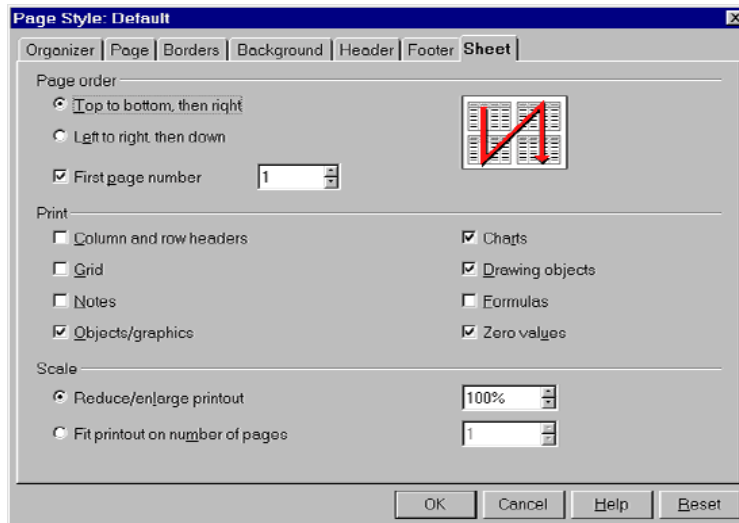 Page Style: Default
Organizer Page Borders Background Header Footer Sheet
Page order
Top to bottom, then right
Left to right, then down
First page number 1
Print
Column and row headers Charts
Grid Drawing objects
Notes Formulas
Objects/graphics Zero values
Scale
Reduce/enlarge printout 100%
Fit printout on number of pages 1
OK Cancel Help Reset